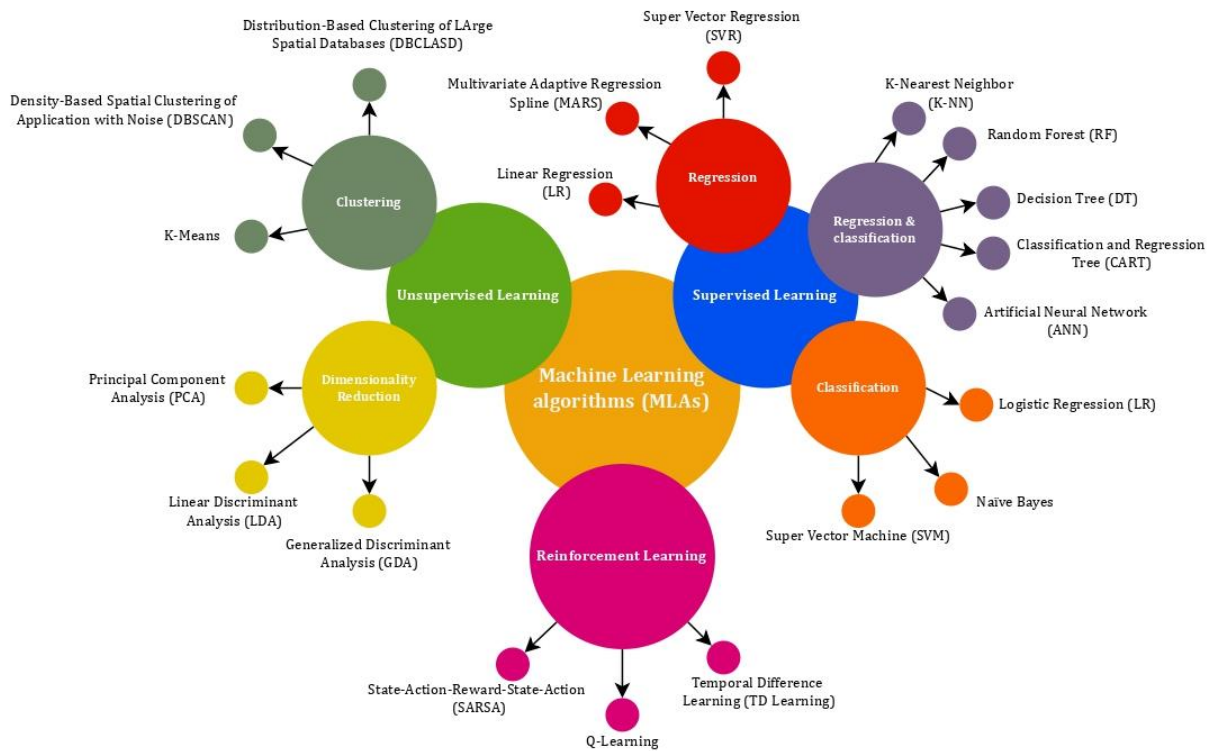 Distribution-Based Clustering of LArge
Spatial Databases (DBCLASD)
Density-Based Spatial Clustering of
Application with Noise (DBSCAN)
Clustering
K-Means
Unsupervised Learning
Dimensionality
Reduction
Principal Component
Analysis (PCA)
Linear Discriminant
Analysis (LDA)
Generalized Discriminant
Analysis (GDA)
Machine Learning
algorithms (MLAs)
Super Vector Regression
(SVR)
Multivariate Adaptive Regression
Spline (MARS)
Linear Regression
(LR)
Regression
Supervised Learning
K-Nearest Neighbor
(K-NN)
Random Forest (RF)
Decision Tree (DT)
Classification and Regression
Tree (CART)
Artificial Neural Network
(ANN)
Regression &
classification
Classification
Logistic Regression (LR)
Naïve Bayes
Super Vector Machine (SVM)
Reinforcement Learning
State-Action-Reward-State-Action
(SARSA)
Q-Learning
Temporal Difference
Learning (TD Learning)